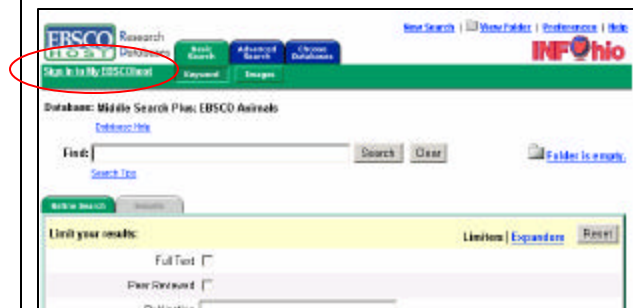 New Search | View Folder | Preferences | Help
EBSCO Research
HOST Databases
Basic Search
Advanced Search
Choose Databases
INFOhio
Sign In to My EBSCOhost
Keyword
Images
Database: Middle Search Plus; EBSCO Animals
Database Help
Find:
Search
Clear
Folder is empty.
Search Tips
Refine Search
Results
Limit your results:
Limiters | Expanders
Reset
Full Text
Peer Reviewed
Publication